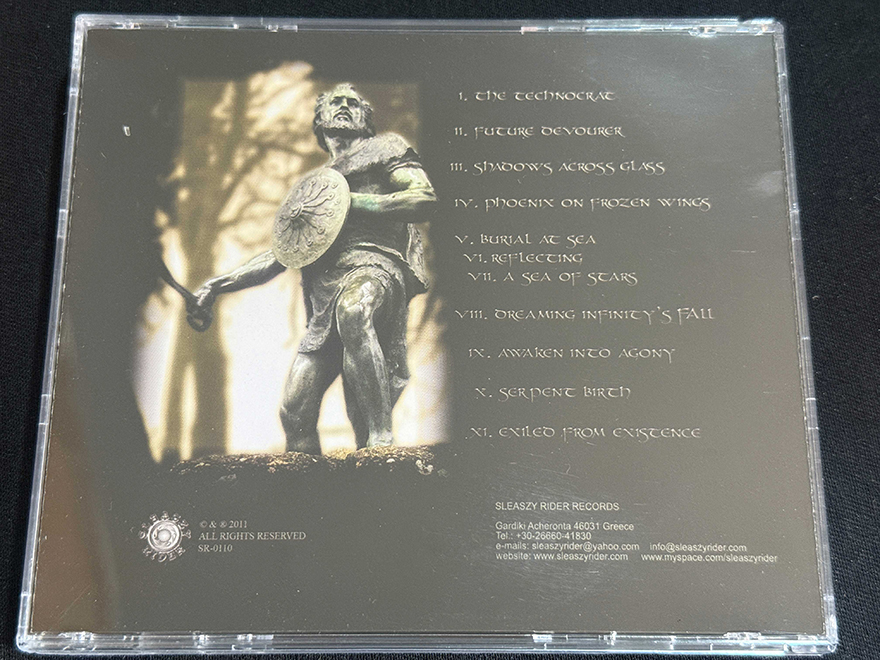 I. THE TECHNOCRAT
II. FUTURE DEVOURER
III. SHADOWS ACROSS GLASS
IV. PHOENIX ON FROZEN WINGS
V. BURIAL AT SEA
VI. REFLECTING
VII. A SEA OF STARS
VIII. DREAMING INFINITY'S FALL
IX. AWAKEN INTO AGONY
X. SERPENT BIRTH
XI. EXILED FROM EXISTENCE
SLEASZY RIDER
© & ® 2011
ALL RIGHTS RESERVED
SR-0110
SLEASZY RIDER RECORDS
Gardiki Acheronta 46031 Greece
Tel.: +30-26660-41830
e-mails: sleaszyrider@yahoo.com info@sleaszyrider.com
website: www.sleaszyrider.com www.myspace.com/sleaszyrider